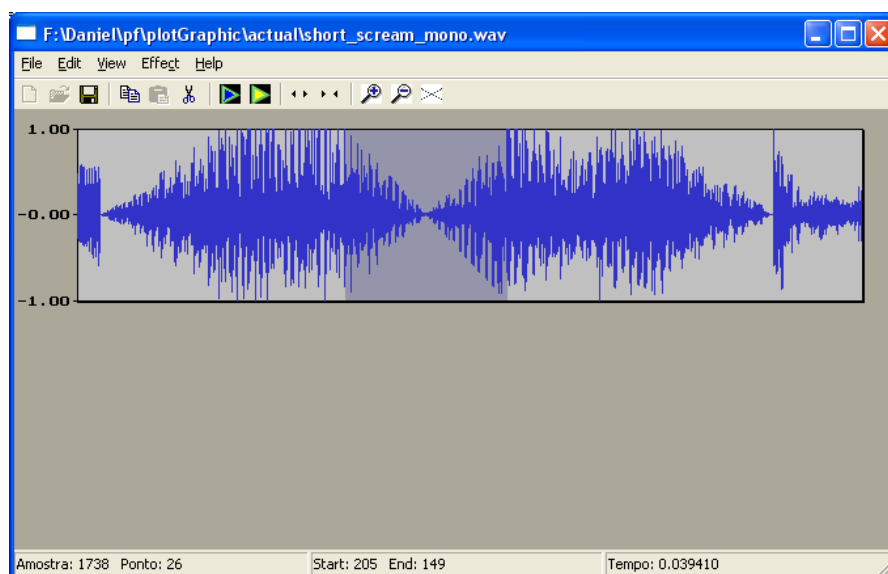 F:\Daniel\pf\plotGraphic\actual\short_scream_mono.wav
File Edit View Effect Help
1.00
-0.00
-1.00
Amostra: 1738 Ponto: 26 Start: 205 End: 149 Tempo: 0.039410